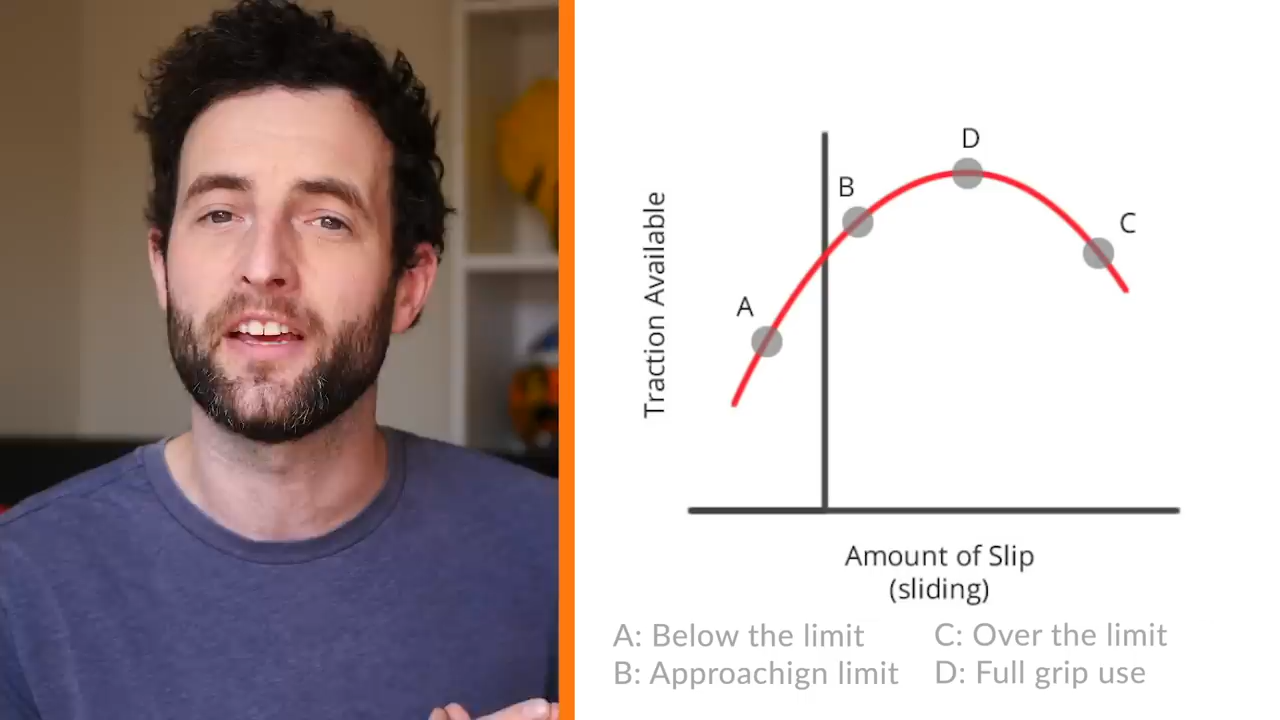 D
B
C
A
Traction Available
Amount of Slip
(sliding)
A: Below the limit
C: Over the limit
B: Approachign limit
D: Full grip use